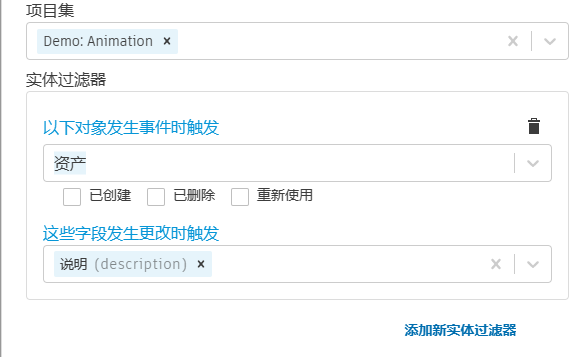 项目集
Demo: Animation ×
实体过滤器
以下对象发生事件时触发
资产
已创建 已删除 重新使用
这些字段发生更改时触发
说明 (description) ×
添加新实体过滤器